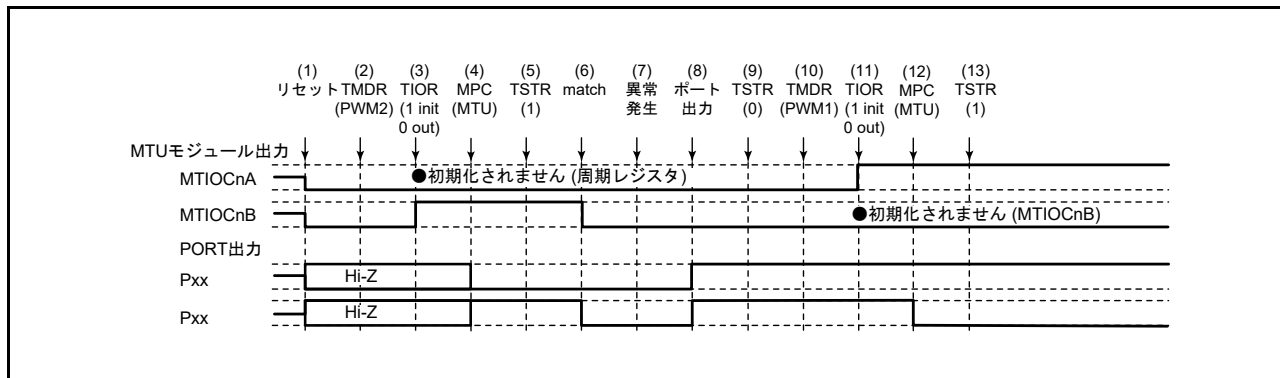 (1) (2) (3) (4) (5) (6) (7) (8) (9) (10) (11) (12) (13)
リセット TMDR TIOR MPC TSTR match 異常 ポート TSTR TMDR TIOR MPC TSTR
(PWM2) (1 init (MTU) (1) 発生 出力 (0) (PWM1) (1 init (MTU) (1)
0 out) 0 out)
MTUモジュール出力
MTIOCnA ●初期化されません (周期レジスタ)
MTIOCnB ●初期化されません (MTIOCnB)
PORT出力
Pxx Hi-Z
Pxx Hi-Z